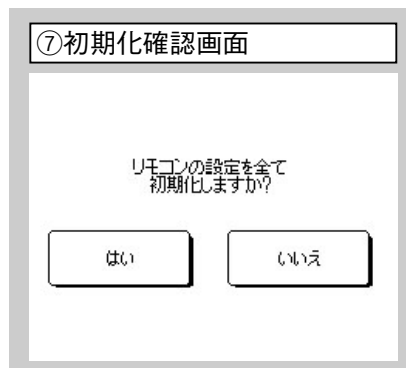 ⑦初期化確認画面
リモコンの設定を全て
初期化しますか?
はい
いいえ